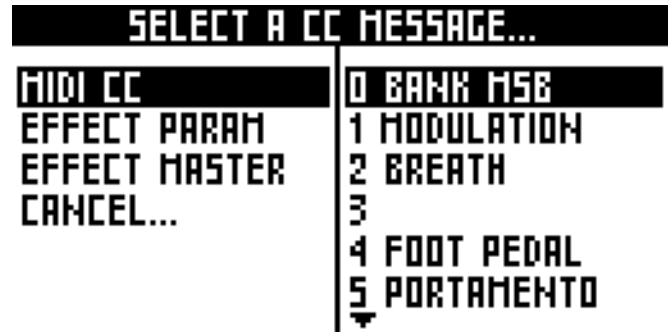 SELECT A CC MESSAGE...
MIDI CC
EFFECT PARAM
EFFECT MASTER
CANCEL...
0 BANK MSB
1 MODULATION
2 BREATH
3
4 FOOT PEDAL
5 PORTAMENTO